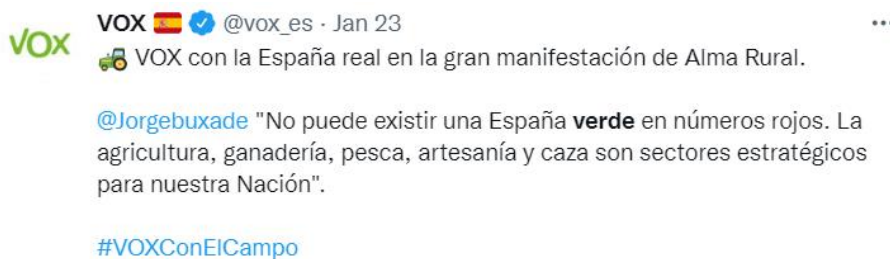 VOX
VOX 🇪🇸 @vox_es · Jan 23
🚜 VOX con la España real en la gran manifestación de Alma Rural.
@Jorgebuxade "No puede existir una España verde en números rojos. La
agricultura, ganadería, pesca, artesanía y caza son sectores estratégicos
para nuestra Nación".
#VOXConElCampo